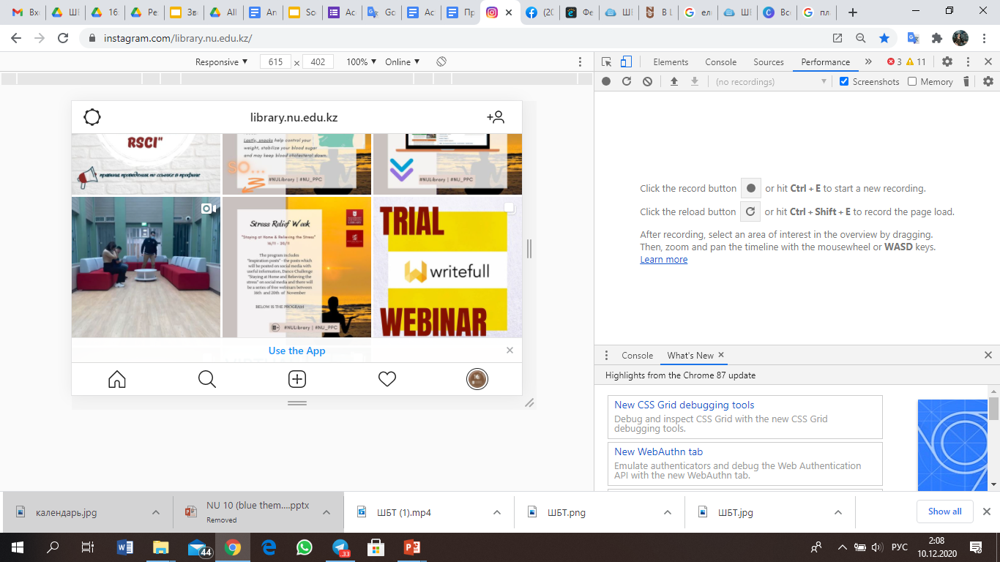 Вх
ШБ
16
Ре
Зв
All
Ап
So
Ас
Go
Ас
Пр
(20
Фе
ШБ
В L
ел
ШБ
Вс
пл
instagram.com/library.nu.edu.kz/
Responsive
615 x 402
100%
Online
Elements
Console
Sources
Performance
3
11
(no recordings)
Screenshots
Memory
library.nu.edu.kz
RSCI"
правила проведения по ссылке в профиле
Lastly, snacks help control your
weight, stabilize your blood sugar
and may keep blood cholesterol down.
SO...
#NULibrary | #NU_PPC
#NULibrary | #NU_PPC
Stress Relief Week
"Staying at Home & Relieving the Stress"
16/11 - 20/11
The program includes
"Inspiration posts" - the posts which
will be posted on social media with
useful information, Dance Challenge
"Staying at Home and Relieving the
stress" on social media and there will
be a series of free webinars between
16th and 20th of November
BELOW IS THE PROGRAM
#NULibrary | #NU_PPC
TRIAL
writefull
WEBINAR
Use the App
Click the record button or hit Ctrl + E to start a new recording.
Click the reload button or hit Ctrl + Shift + E to record the page load.
After recording, select an area of interest in the overview by dragging.
Then, zoom and pan the timeline with the mousewheel or WASD keys.
Learn more
Console
What's New
Highlights from the Chrome 87 update
New CSS Grid debugging tools
Debug and inspect CSS Grid with the new CSS Grid
debugging tools.
New WebAuthn tab
Emulate authenticators and debug the Web Authentication
API with the new WebAuthn tab.
календарь.jpg
NU 10 (blue them....pptx
Removed
ШБТ (1).mp4
ШБТ.png
ШБТ.jpg
Show all
44
33
РУС
2:08
10.12.2020